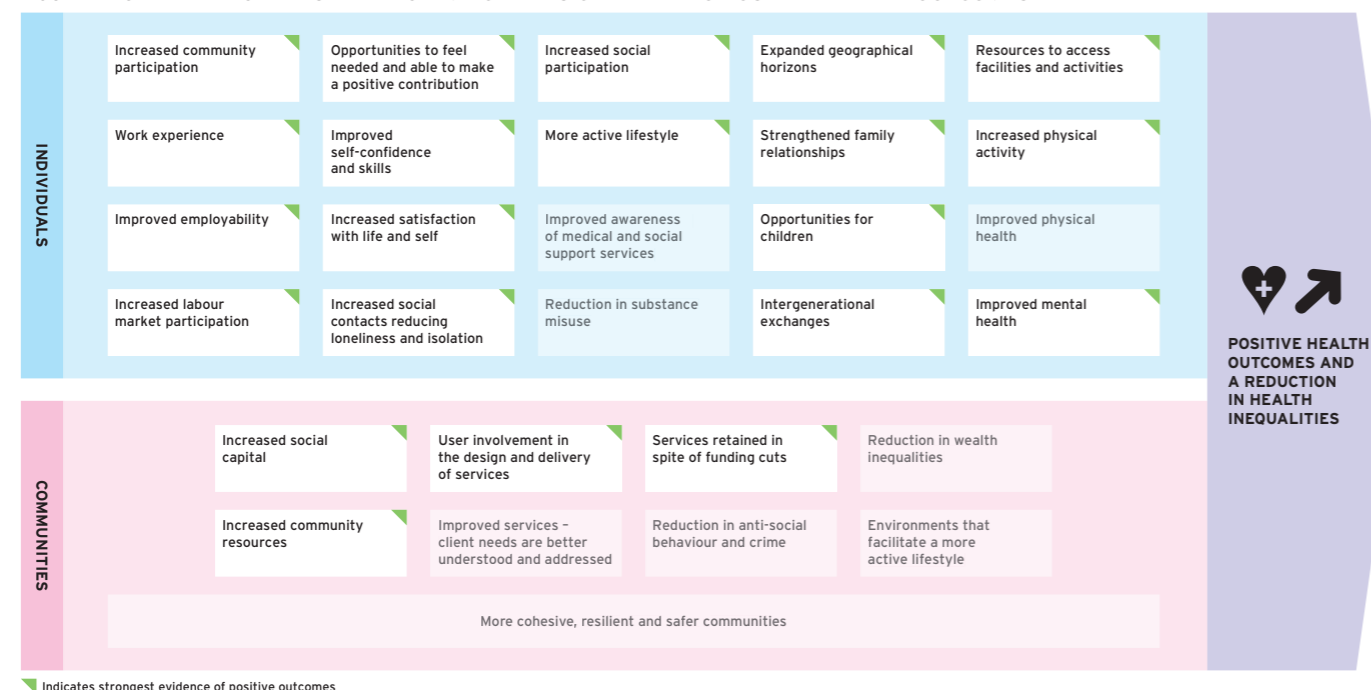 INDIVIDUALS
Increased community
participation
Opportunities to feel
needed and able to make
a positive contribution
Increased social
participation
Expanded geographical
horizons
Resources to access
facilities and activities
Work experience
Improved
self-confidence
and skills
More active lifestyle
Strengthened family
relationships
Increased physical
activity
Improved employability
Increased satisfaction
with life and self
Improved awareness
of medical and social
support services
Opportunities for
children
Improved physical
health
Increased labour
market participation
Increased social
contacts reducing
loneliness and isolation
Reduction in substance
misuse
Intergenerational
exchanges
Improved mental
health
COMMUNITIES
Increased social
capital
User involvement in
the design and delivery
of services
Services retained in
spite of funding cuts
Reduction in wealth
inequalities
Increased community
resources
Improved services –
client needs are better
understood and addressed
Reduction in anti-social
behaviour and crime
Environments that
facilitate a more
active lifestyle
More cohesive, resilient and safer communities
POSITIVE HEALTH
OUTCOMES AND
A REDUCTION
IN HEALTH
INEQUALITIES
Indicates strongest evidence of positive outcomes